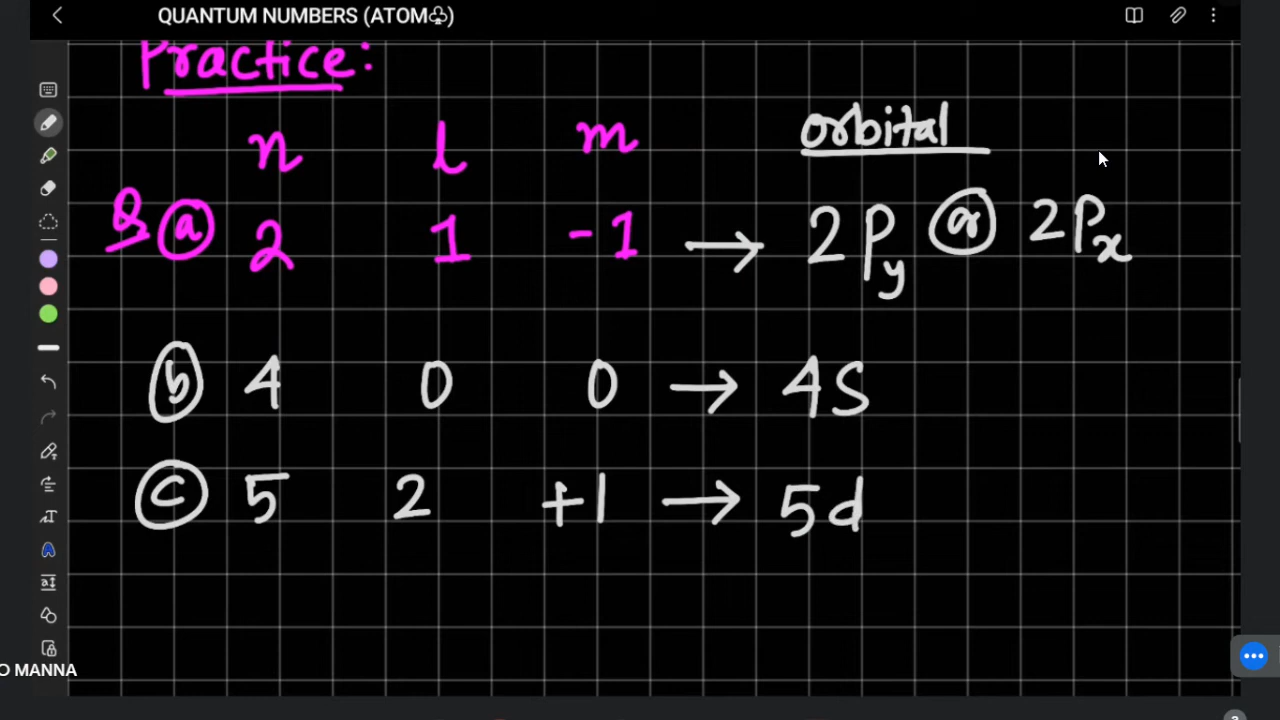 QUANTUM NUMBERS (ATOM♧)
Practice:
n l m orbital
Q (a) 2 1 -1 → 2Py (or) 2Px
(b) 4 0 0 → 4S
(c) 5 2 +1 → 5d
O MANNA